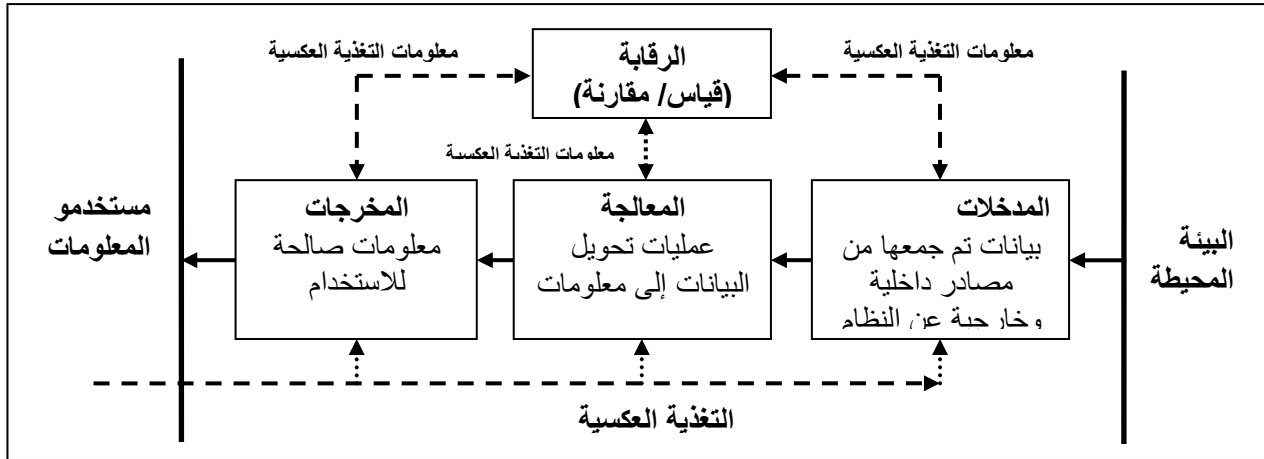 معلومات التغذية العكسية
الرقابة
(قياس/ مقارنة)
معلومات التغذية العكسية
معلومات التغذية العكسية
البيئة
المحيطة
المدخلات
بيانات تم جمعها من
مصادر داخلية
وخارجية عن النظام
المعالجة
عمليات تحويل
البيانات إلى معلومات
المخرجات
معلومات صالحة
للاستخدام
مستخدمو
المعلومات
التغذية العكسية